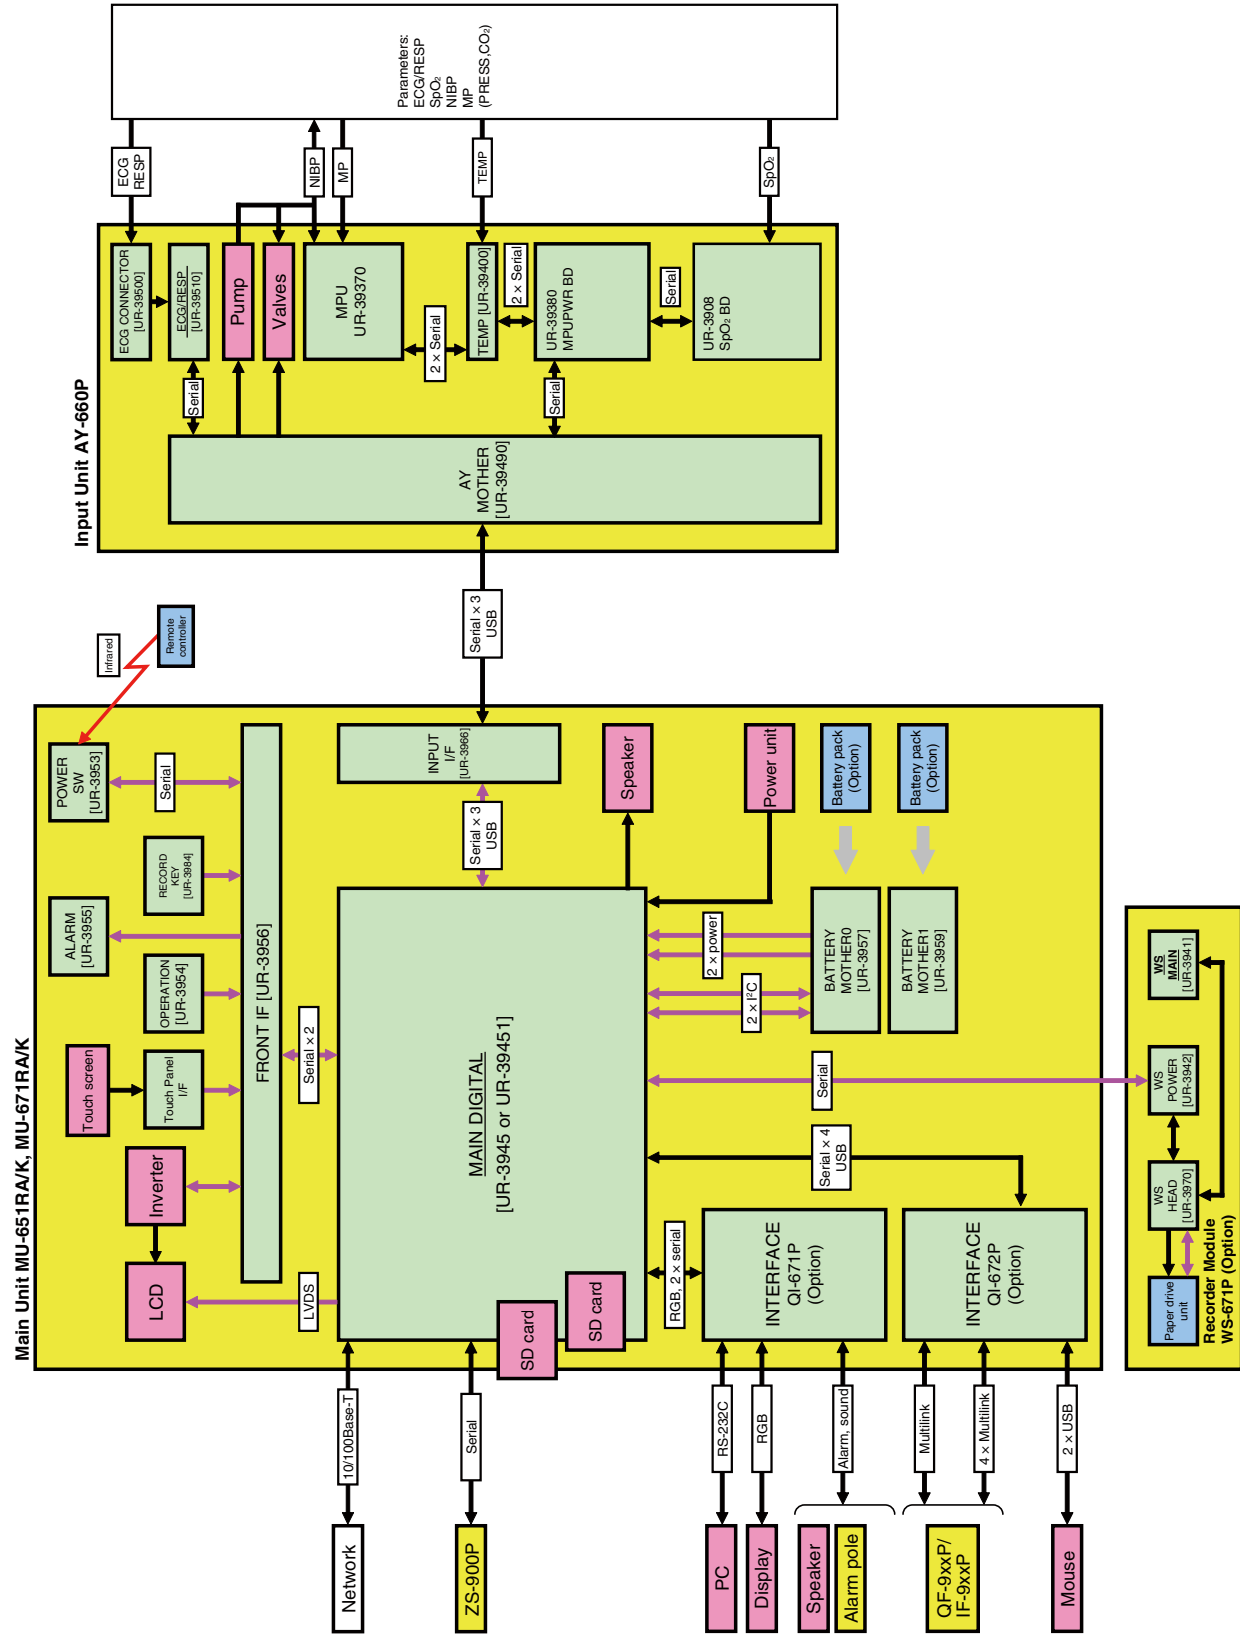 Main Unit MU-651RA/K, MU-671RA/K
LCD
Inverter
Touch screen
Touch Panel
I/F
OPERATION
[UR-3954]
ALARM
[UR-3955]
RECORD
KEY
[UR-3984]
POWER
SW
[UR-3953]
Serial
Infrared
Remote
controller
FRONT IF [UR-3956]
LVDS
Serial × 2
Network
10/100Base-T
ZS-900P
Serial
SD card
SD card
MAIN DIGITAL
[UR-3945 or UR-39451]
Serial × 3
USB
INPUT
I/F
[UR-3966]
Serial × 3
USB
Speaker
Power unit
2 × power
2 × I²C
BATTERY
MOTHER0
[UR-3957]
Battery pack
(Option)
BATTERY
MOTHER1
[UR-3959]
Battery pack
(Option)
Serial
Serial × 4
USB
RGB, 2 × serial
INTERFACE
QI-671P
(Option)
INTERFACE
QI-672P
(Option)
PC
RS-232C
Display
RGB
Speaker
Alarm pole
Alarm, sound
QF-9xxP/
IF-9xxP
Multilink
4 × Multilink
Mouse
2 × USB
Paper drive
unit
WS
HEAD
[UR-3970]
WS
POWER
[UR-3942]
WS
MAIN
[UR-3941]
Recorder Module
WS-671P (Option)
Input Unit AY-660P
AY
MOTHER
[UR-39490]
Serial
Serial
ECG CONNECTOR
[UR-39500]
ECG/RESP
[UR-39510]
Pump
Valves
MPU
UR-39370
2 × Serial
TEMP [UR-39400]
2 × Serial
UR-39380
MPUPWR BD
Serial
UR-3908
SpO₂ BD
ECG
RESP
NIBP
MP
TEMP
SpO₂
Parameters:
ECG/RESP
SpO₂
NIBP
MP
(PRESS,CO₂)